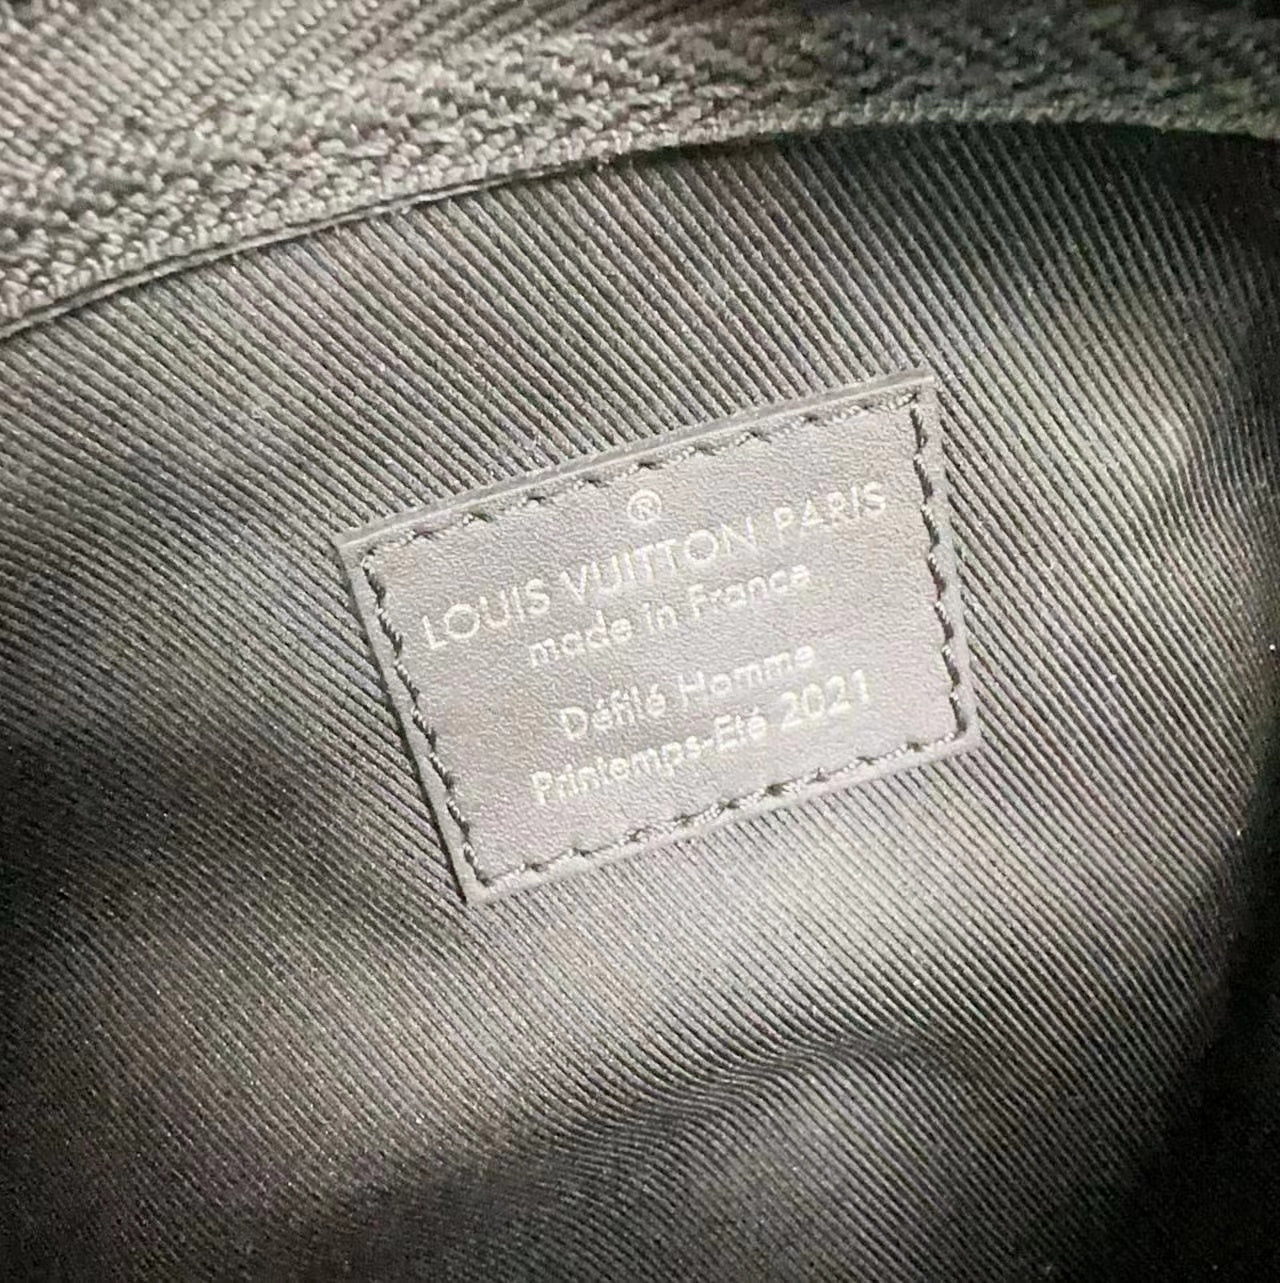 ®
LOUIS VUITTON PARIS
made in France
Défilé Homme
Printemps-Eté 2021